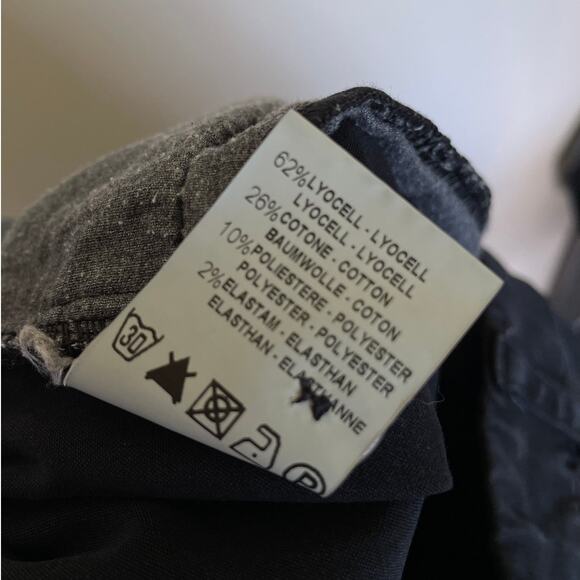 62%LYOCELL - LYOCELL
LYOCELL - LYOCELL
26%COTONE - COTTON
BAUMWOLLE - COTON
10%POLIESTERE - POLYESTER
POLYESTER - POLYESTER
2%ELASTAM - ELASTHAN
ELASTHAN - ELASTHANNE
30
P